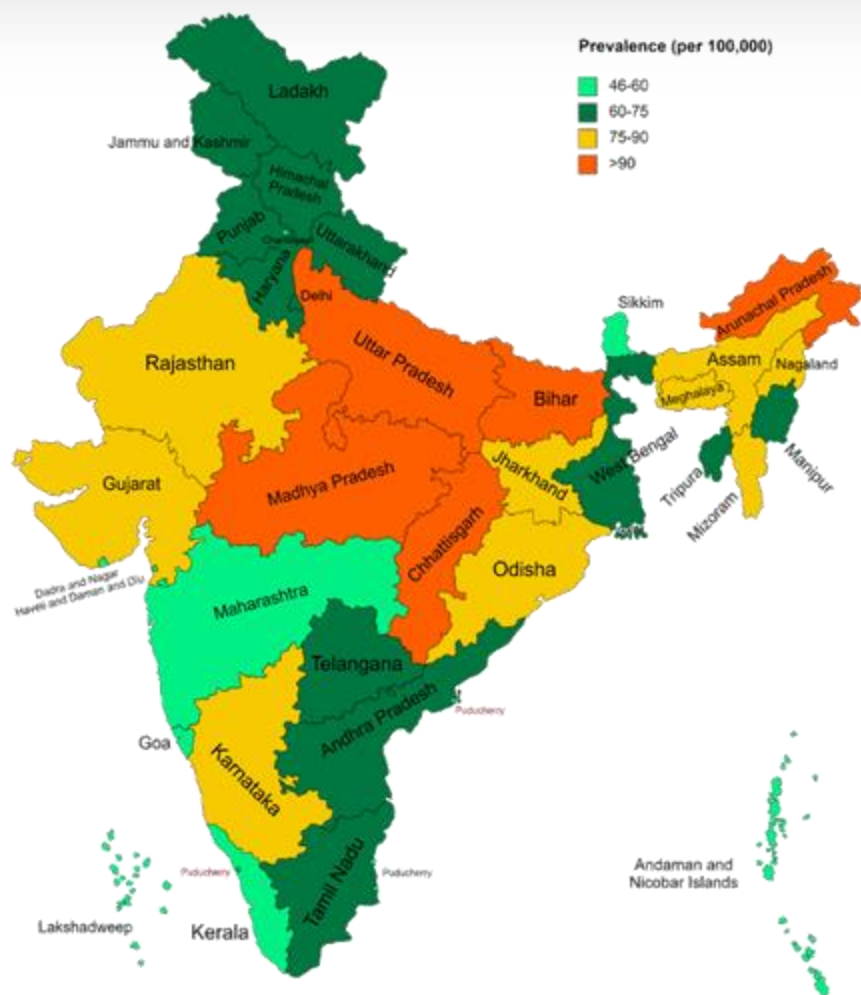 Prevalence (per 100,000)
46-60
60-75
75-90
>90
Ladakh
Jammu and Kashmir
Himachal
Pradesh
Punjab
Chandigarh
Uttarakhand
Haryana
Delhi
Arunachal Pradesh
Sikkim
Rajasthan
Uttar Pradesh
Assam
Nagaland
Bihar
Meghalaya
Gujarat
Madhya Pradesh
Jharkhand
West Bengal
Tripura
Manipur
Mizoram
Chhattisgarh
Odisha
Dadra and Nagar
Haveli and Daman and Diu
Maharashtra
Telangana
Andhra Pradesh
Puducherry
Goa
Karnataka
Puducherry
Puducherry
Tamil Nadu
Andaman and
Nicobar Islands
Lakshadweep
Kerala